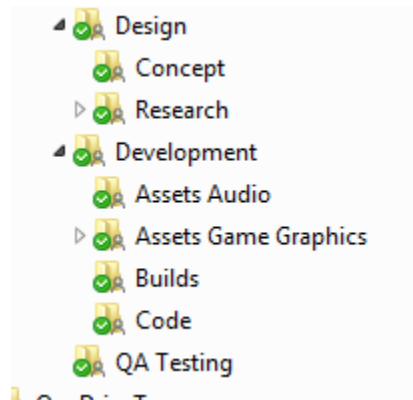 Design
Concept
Research
Development
Assets Audio
Assets Game Graphics
Builds
Code
QA Testing